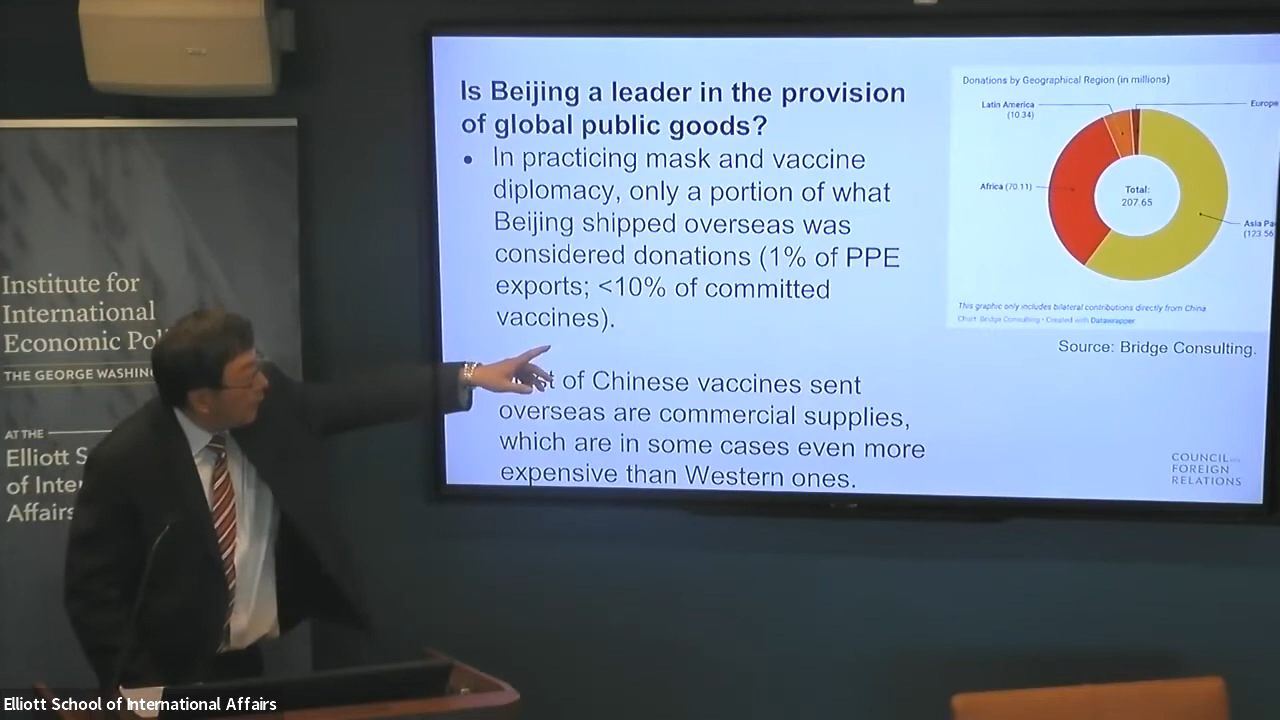 Institute for
International
Economic
THE GEORGE
AT THE
Elliott
of
Affairs
Is Beijing a leader in the provision
of global public goods?
• In practicing mask and vaccine
diplomacy, only a portion of what
Beijing shipped overseas was
considered donations (1% of PPE
exports; <10% of committed
vaccines).
of Chinese vaccines sent
overseas are commercial supplies,
which are in some cases even more
expensive than Western ones.
Donations by Geographical Region (in millions)
Latin America
(10.34)
Europe
Africa (70.11)
Total:
207.65
Asia
(123.56
This graphic only includes bilateral contributions directly from China
Chart: Bridge Consulting • Created with Datawrapper
Source: Bridge Consulting.
COUNCIL on
FOREIGN
RELATIONS
Elliott School of International Affairs